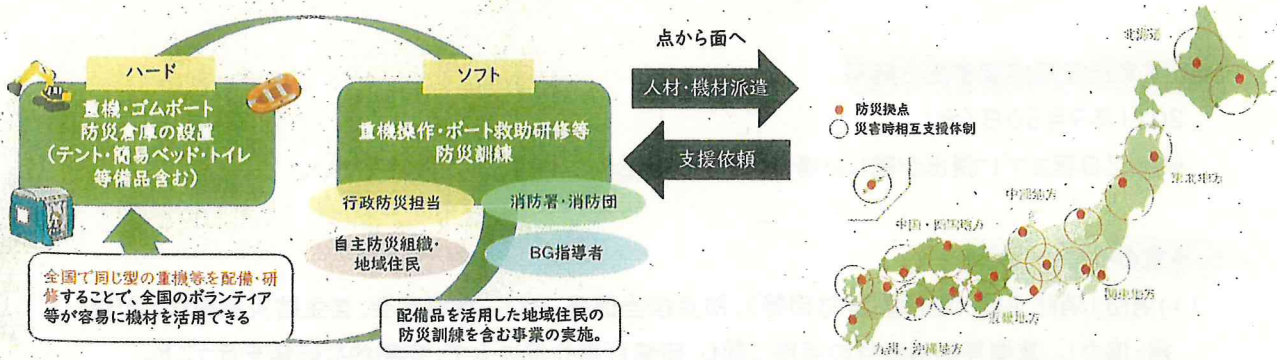 ハード
重機・ゴムボート
防災倉庫の設置
(テント・簡易ベッド・トイレ
等備品含む)
全国で同じ型の重機等を配備・研
修することで、全国のボランティア
等が容易に機材を活用できる
ソフト
重機操作・ボート救助研修等
防災訓練
行政防災担当
消防署・消防団
自主防災組織・
地域住民
BG指導者
配備品を活用した地域住民の
防災訓練を含む事業の実施。
点から面へ
人材・機材派遣
支援依頼
防災拠点
災害時相互支援体制
北海道
東北地方
中部地方
中国・四国地方
関東地方
近畿地方
九州・沖縄地方